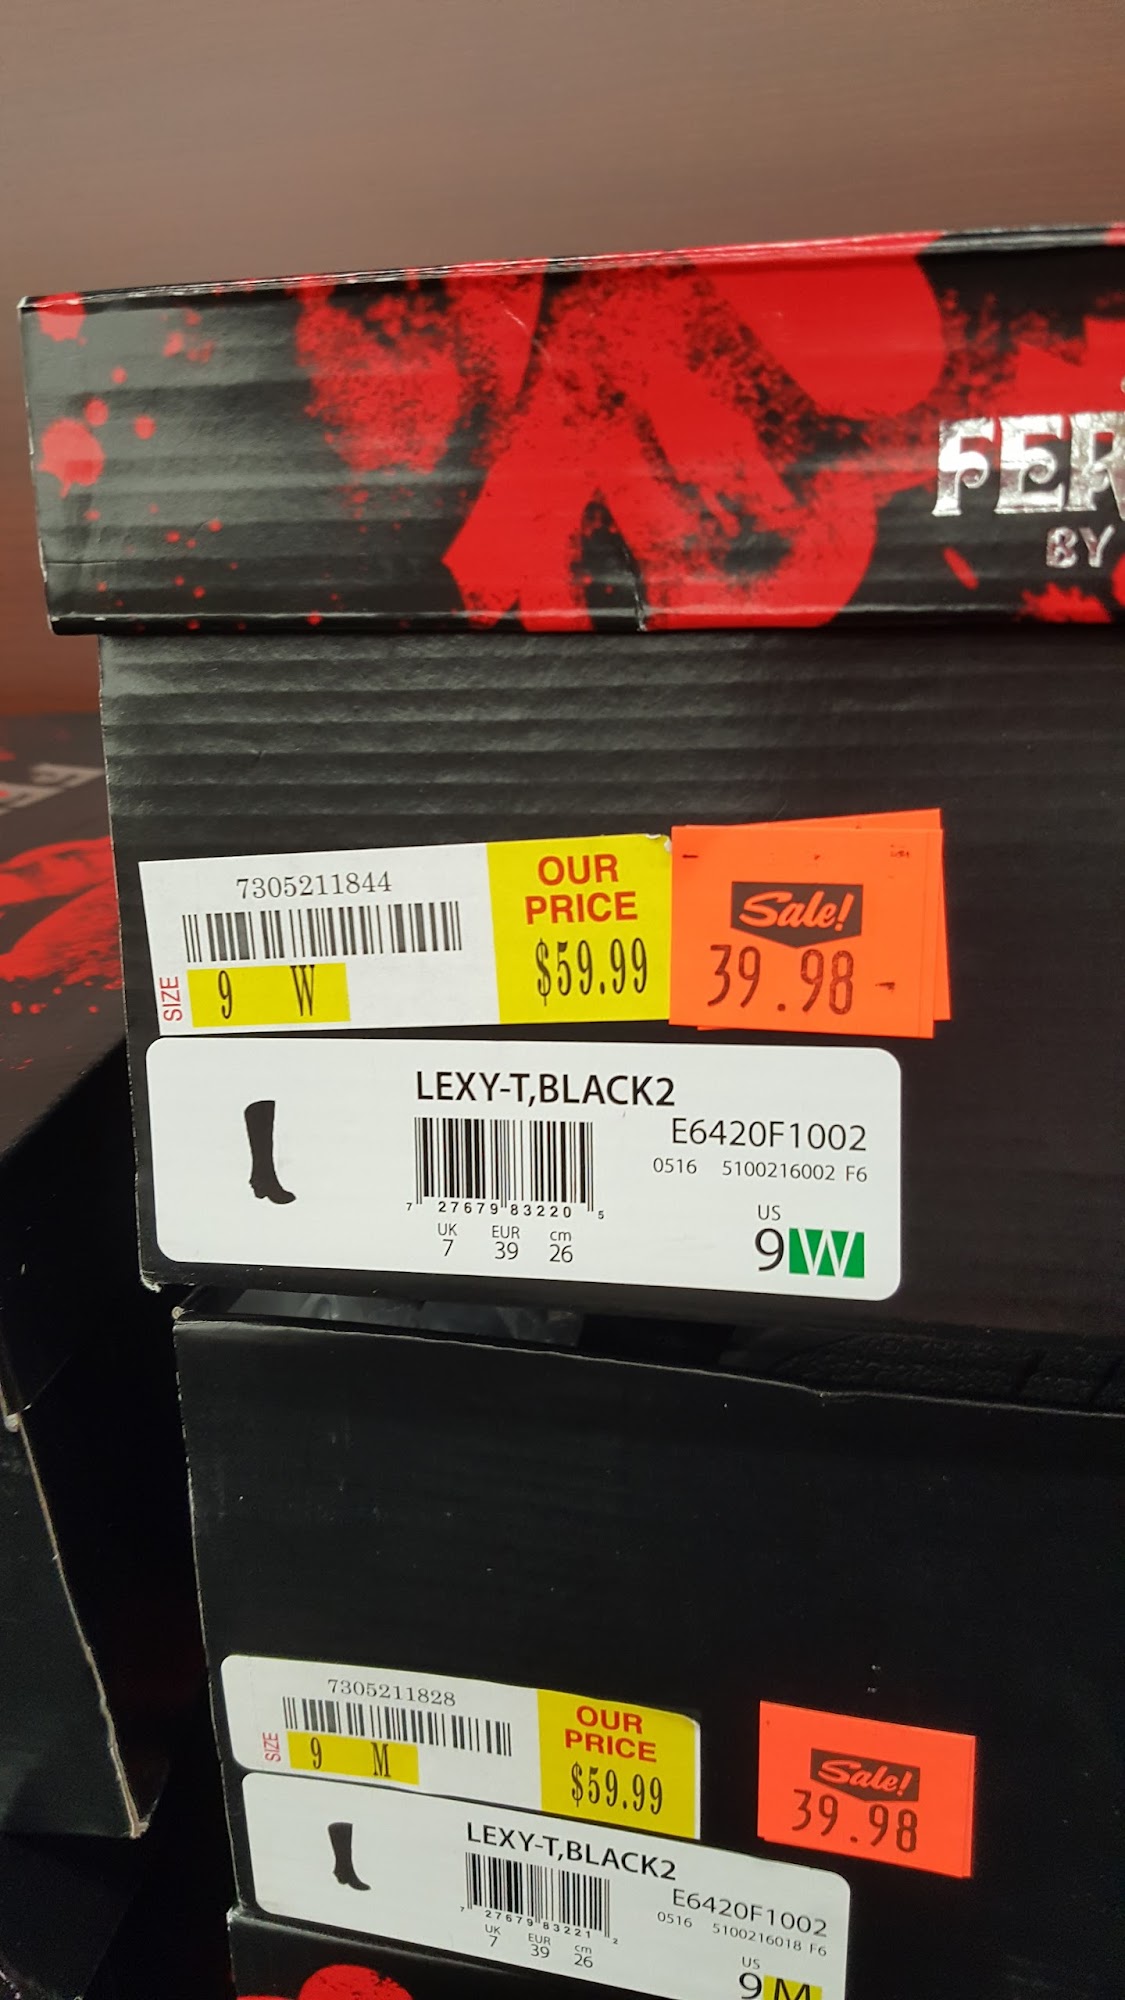 FER
BY
7305211844
OUR
PRICE
$59.99
SIZE
9 W
Sale!
39.98
LEXY-T,BLACK2
E6420F1002
0516 5100216002 F6
7 27679 83220 5
UK EUR cm
7 39 26
US
9W
7305211828
OUR
PRICE
$59.99
SIZE
9 M
Sale!
39.98
LEXY-T,BLACK2
E6420F1002
0516 5100216018 F6
7 27679 83221 2
UK EUR cm
7 39 26
US
9M